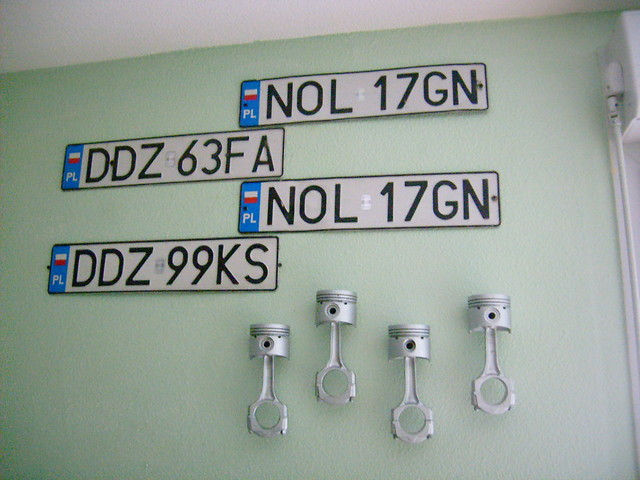 PL NOL 17GN
PL DDZ 63FA
PL NOL 17GN
PL DDZ 99KS